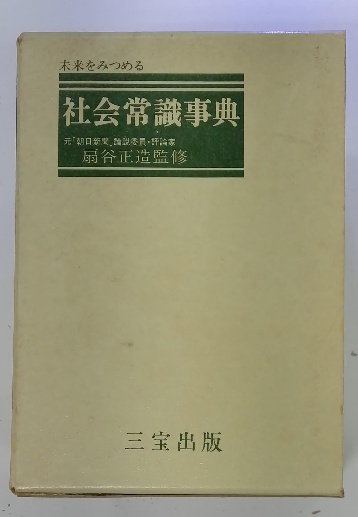 未来をみつめる
社会常識事典
元「朝日新聞」論説委員・評論家
扇谷正造監修
三宝出版